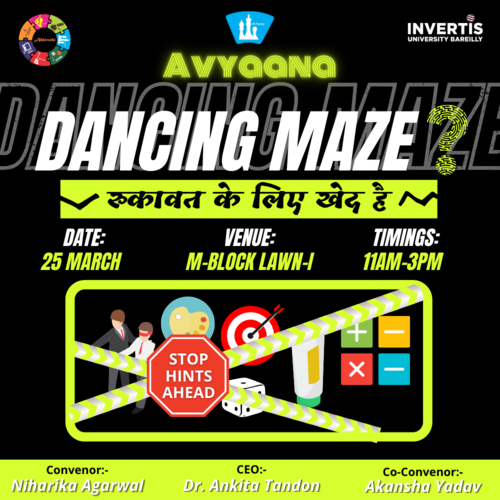 INVERTIS
UNIVERSITY BAREILLY
AVYAANA
DANCING MAZE
DANCING MAZE?
रुकावत के लिए खेद है
DATE:
25 MARCH
VENUE:
M-BLOCK LAWN-I
TIMINGS:
11AM-3PM
STOP
HINTS
AHEAD
Convenor:-
Niharika Agarwal
CEO:-
Dr. Ankita Tandon
Co-Convenor:-
Akansha Yadav